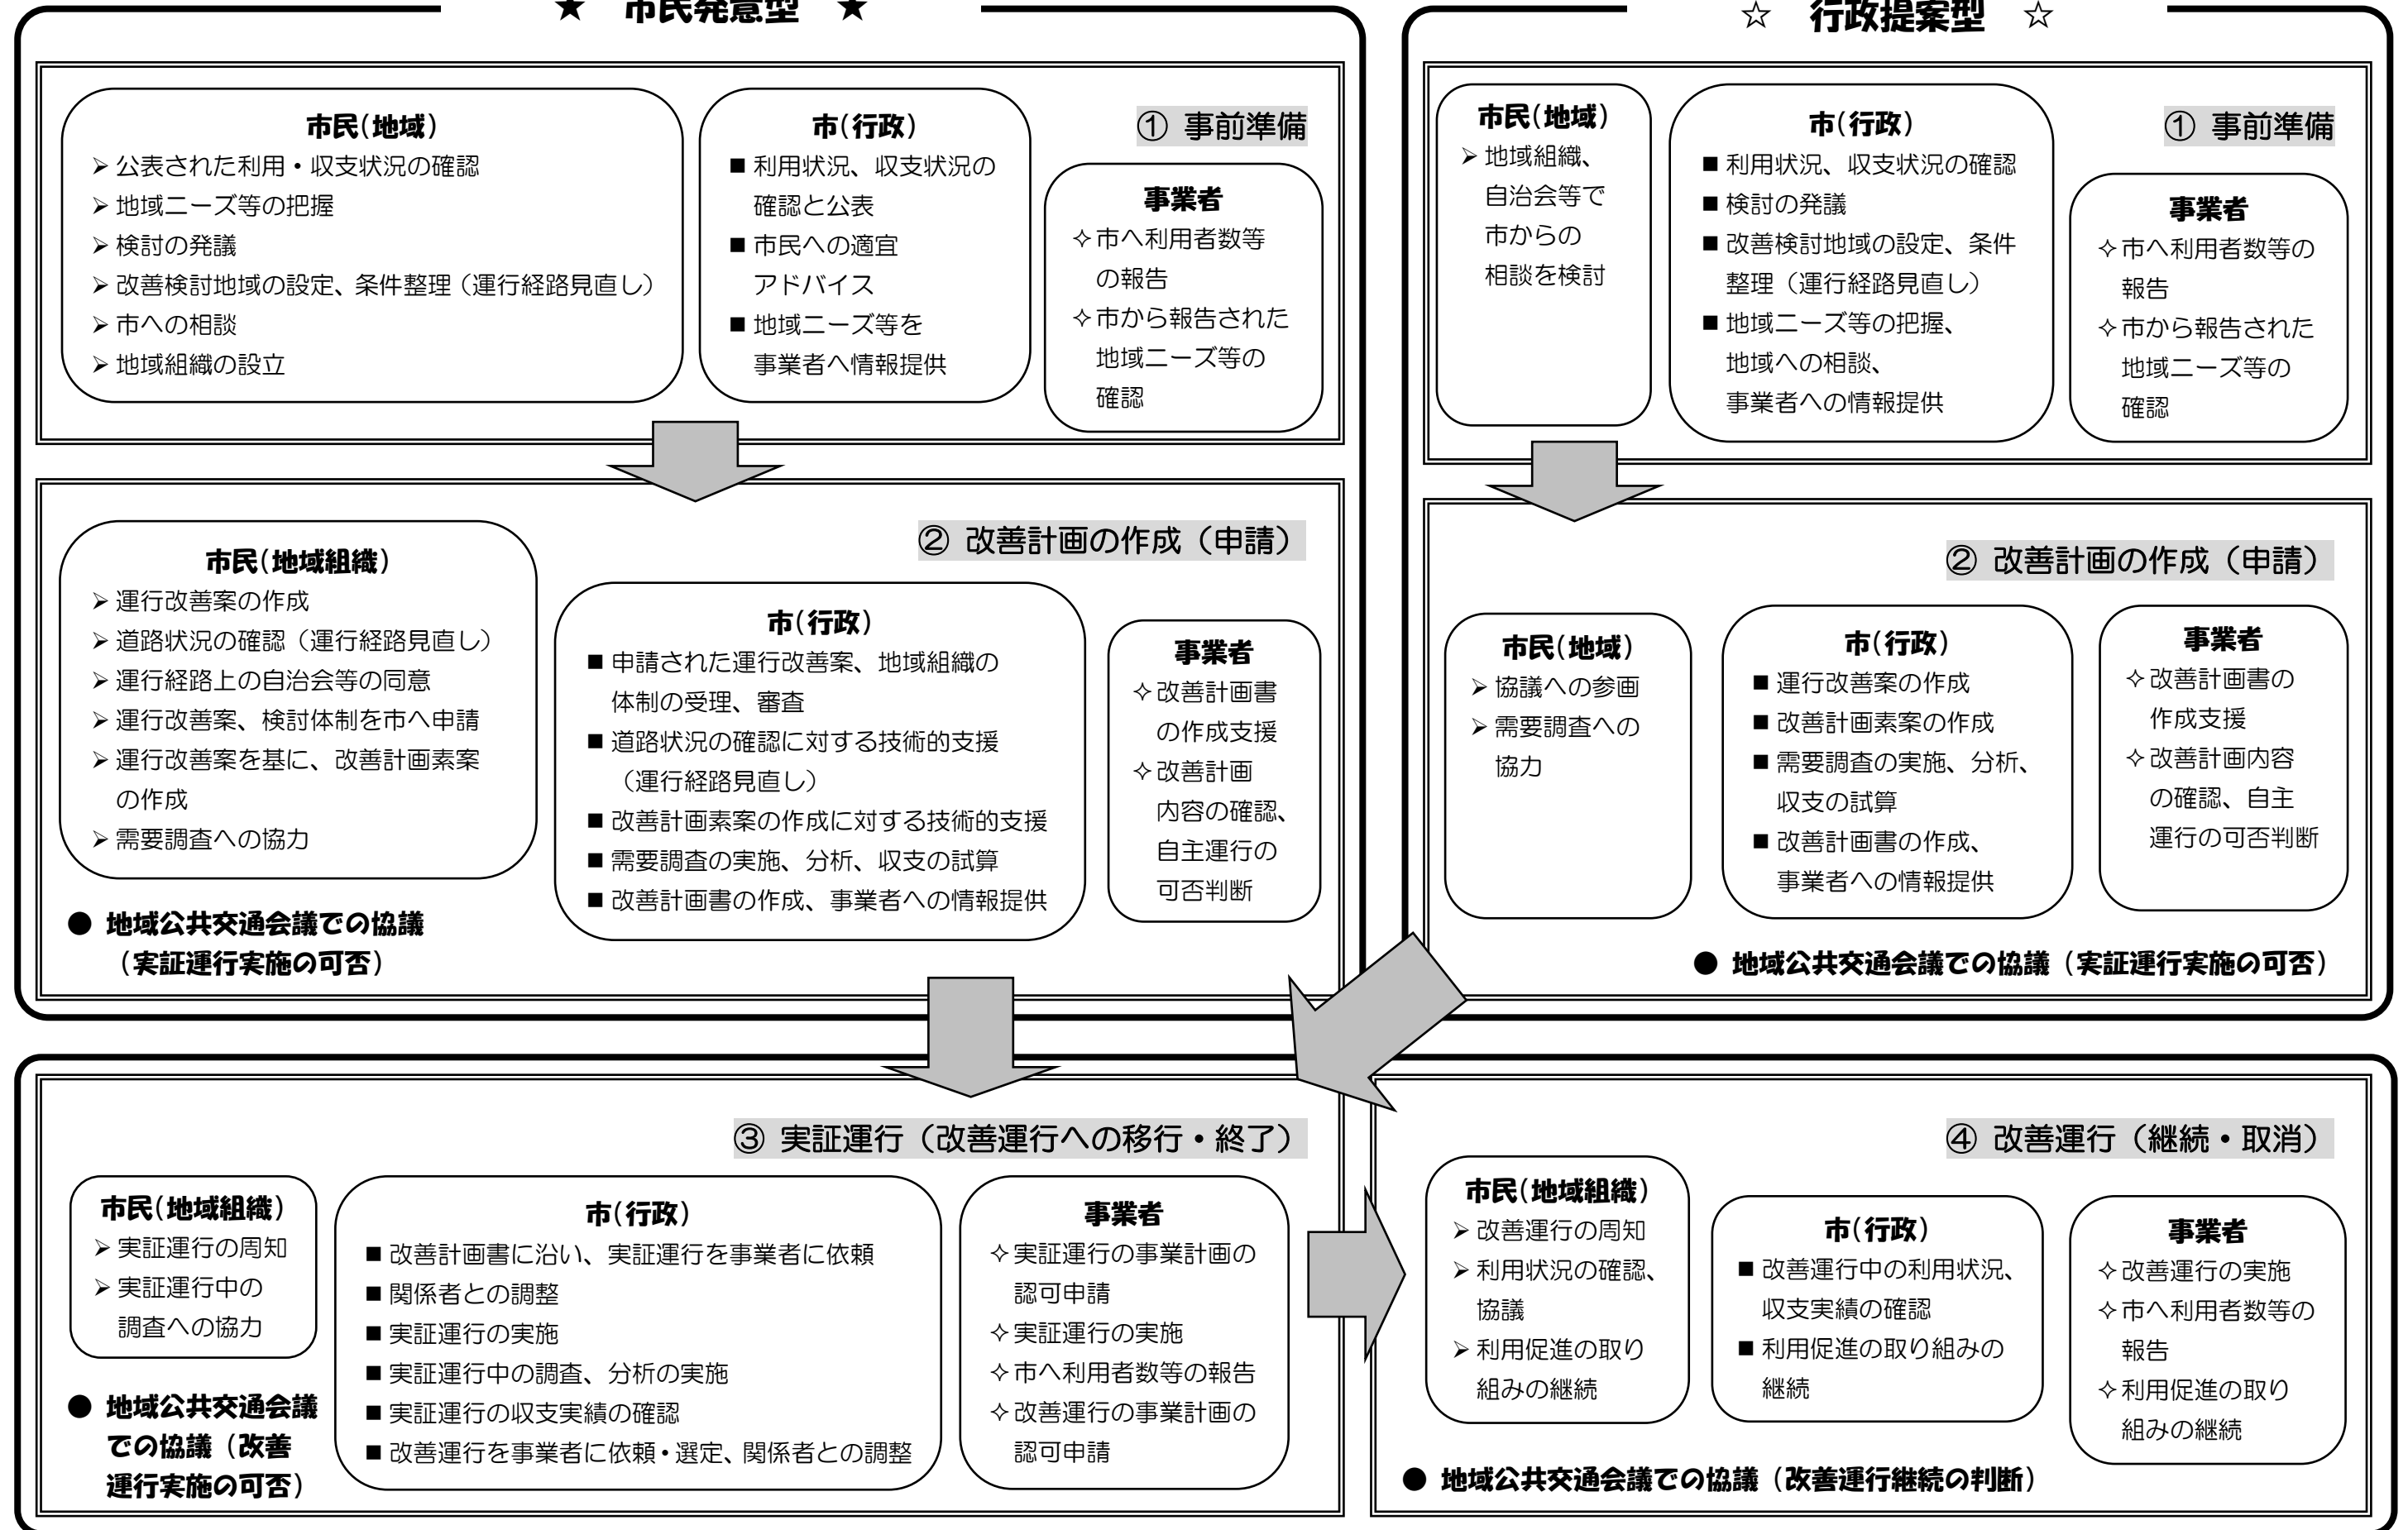 ★ 市民発意型 ★
① 事前準備
市民(地域)
➢ 公表された利用・収支状況の確認
➢ 地域ニーズ等の把握
➢ 検討の発議
➢ 改善検討地域の設定、条件整理（運行経路見直し）
➢ 市への相談
➢ 地域組織の設立
市(行政)
■ 利用状況、収支状況の
確認と公表
■ 市民への適宜
アドバイス
■ 地域ニーズ等を
事業者へ情報提供
事業者
✧ 市へ利用者数等
の報告
✧ 市から報告された
地域ニーズ等の
確認
② 改善計画の作成（申請）
市民(地域組織)
➢ 運行改善案の作成
➢ 道路状況の確認（運行経路見直し）
➢ 運行経路上の自治会等の同意
➢ 運行改善案、検討体制を市へ申請
➢ 運行改善案を基に、改善計画素案
の作成
➢ 需要調査への協力
市(行政)
■ 申請された運行改善案、地域組織の
体制の受理、審査
■ 道路状況の確認に対する技術的支援
（運行経路見直し）
■ 改善計画素案の作成に対する技術的支援
■ 需要調査の実施、分析、収支の試算
■ 改善計画書の作成、事業者への情報提供
事業者
✧ 改善計画書
の作成支援
✧ 改善計画
内容の確認、
自主運行の
可否判断
● 地域公共交通会議での協議
（実証運行実施の可否）
☆ 行政提案型 ☆
① 事前準備
市民(地域)
➢ 地域組織、
自治会等で
市からの
相談を検討
市(行政)
■ 利用状況、収支状況の確認
■ 検討の発議
■ 改善検討地域の設定、条件
整理（運行経路見直し）
■ 地域ニーズ等の把握、
地域への相談、
事業者への情報提供
事業者
✧ 市へ利用者数等の
報告
✧ 市から報告された
地域ニーズ等の
確認
② 改善計画の作成（申請）
市民(地域)
➢ 協議への参画
➢ 需要調査への
協力
市(行政)
■ 運行改善案の作成
■ 改善計画素案の作成
■ 需要調査の実施、分析、
収支の試算
■ 改善計画書の作成、
事業者への情報提供
事業者
✧ 改善計画書の
作成支援
✧ 改善計画内容
の確認、自主
運行の可否判断
● 地域公共交通会議での協議（実証運行実施の可否）
③ 実証運行（改善運行への移行・終了）
市民(地域組織)
➢ 実証運行の周知
➢ 実証運行中の
調査への協力
● 地域公共交通会議
での協議（改善
運行実施の可否）
市(行政)
■ 改善計画書に沿い、実証運行を事業者に依頼
■ 関係者との調整
■ 実証運行の実施
■ 実証運行中の調査、分析の実施
■ 実証運行の収支実績の確認
■ 改善運行を事業者に依頼・選定、関係者との調整
事業者
✧ 実証運行の事業計画の
認可申請
✧ 実証運行の実施
✧ 市へ利用者数等の報告
✧ 改善運行の事業計画の
認可申請
④ 改善運行（継続・取消）
市民(地域組織)
➢ 改善運行の周知
➢ 利用状況の確認、
協議
➢ 利用促進の取り
組みの継続
市(行政)
■ 改善運行中の利用状況、
収支実績の確認
■ 利用促進の取り組みの
継続
事業者
✧ 改善運行の実施
✧ 市へ利用者数等の
報告
✧ 利用促進の取り
組みの継続
● 地域公共交通会議での協議（改善運行継続の判断）